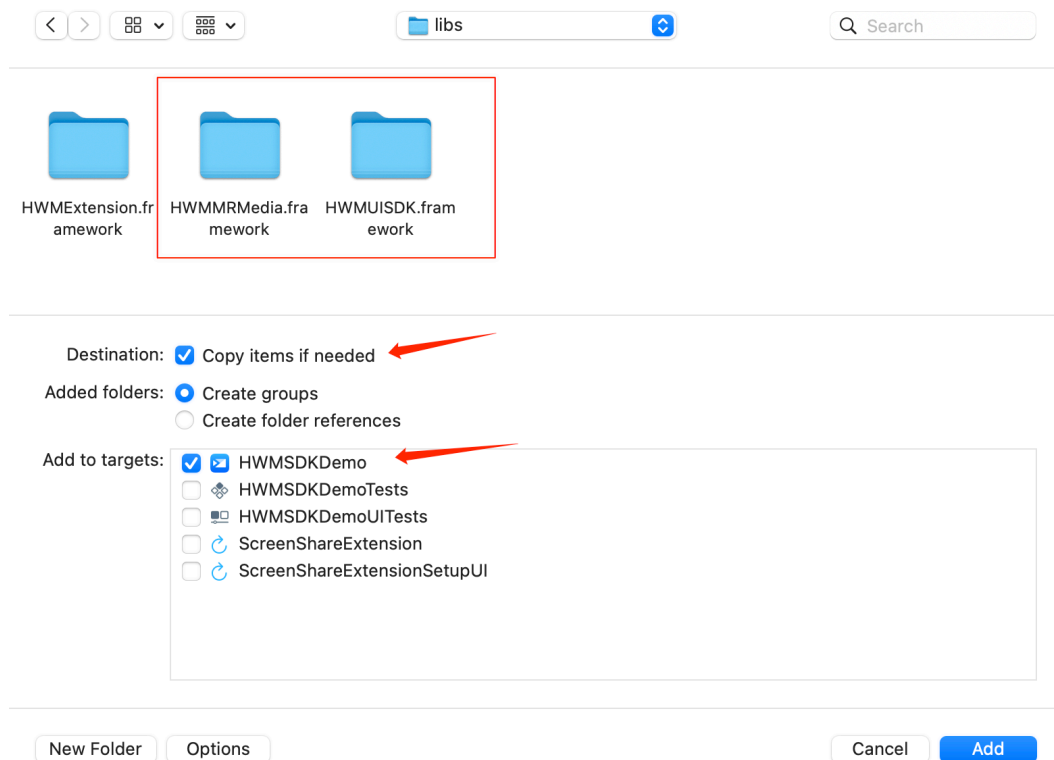 libs
Search
HWMExtension.fr
amework
HWMMRMedia.fra
mework
HWMUISDK.fram
ework
Destination: Copy items if needed
Added folders: Create groups
Create folder references
Add to targets: HWMSDKDemo
HWMSDKDemoTests
HWMSDKDemoUITests
ScreenShareExtension
ScreenShareExtensionSetupUI
New Folder Options Cancel Add